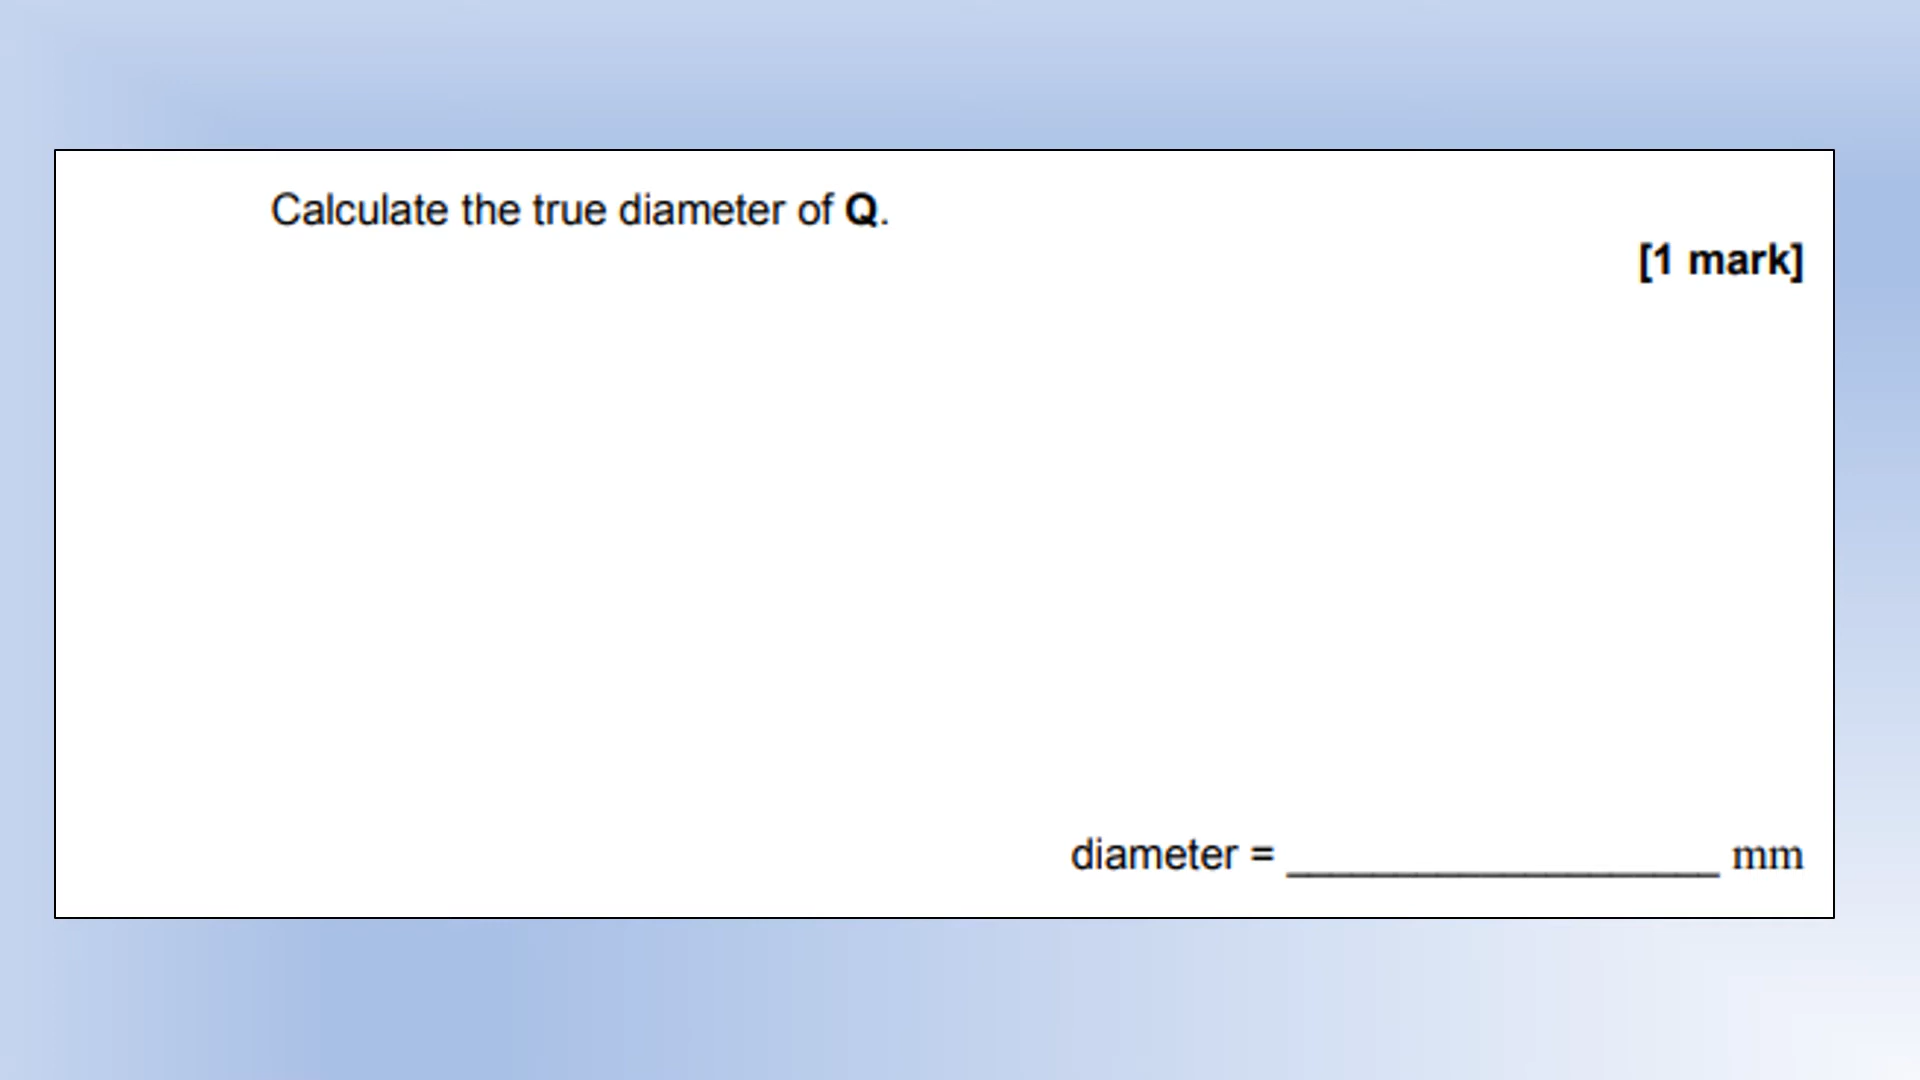 Calculate the true diameter of Q.
[1 mark]
diameter = ____________________ mm